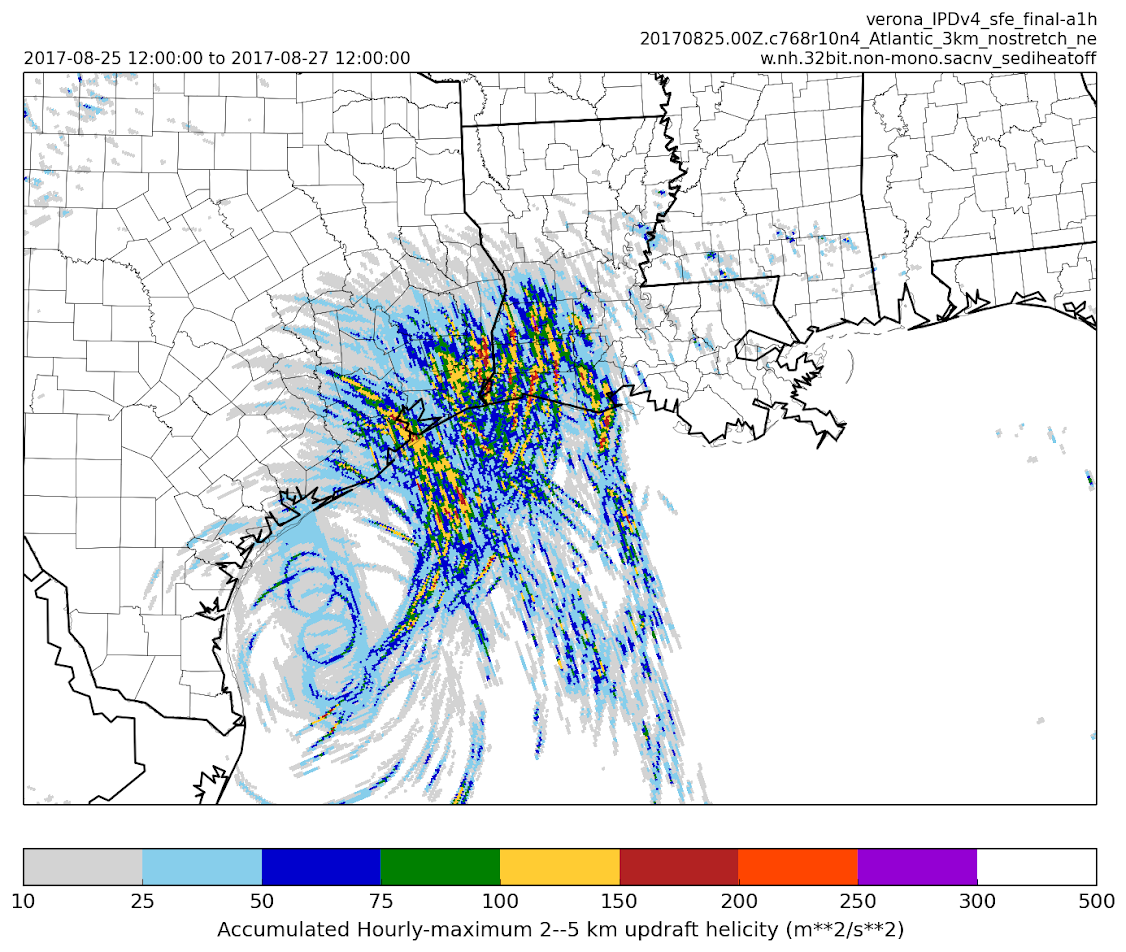 verona_IPDv4_sfe_final-a1h
20170825.00Z.c768r10n4_Atlantic_3km_nostretch_ne
2017-08-25 12:00:00 to 2017-08-27 12:00:00
w.nh.32bit.non-mono.sacnv_sediheatoff
10 25 50 75 100 150 200 250 300 500
Accumulated Hourly-maximum 2--5 km updraft helicity (m**2/s**2)